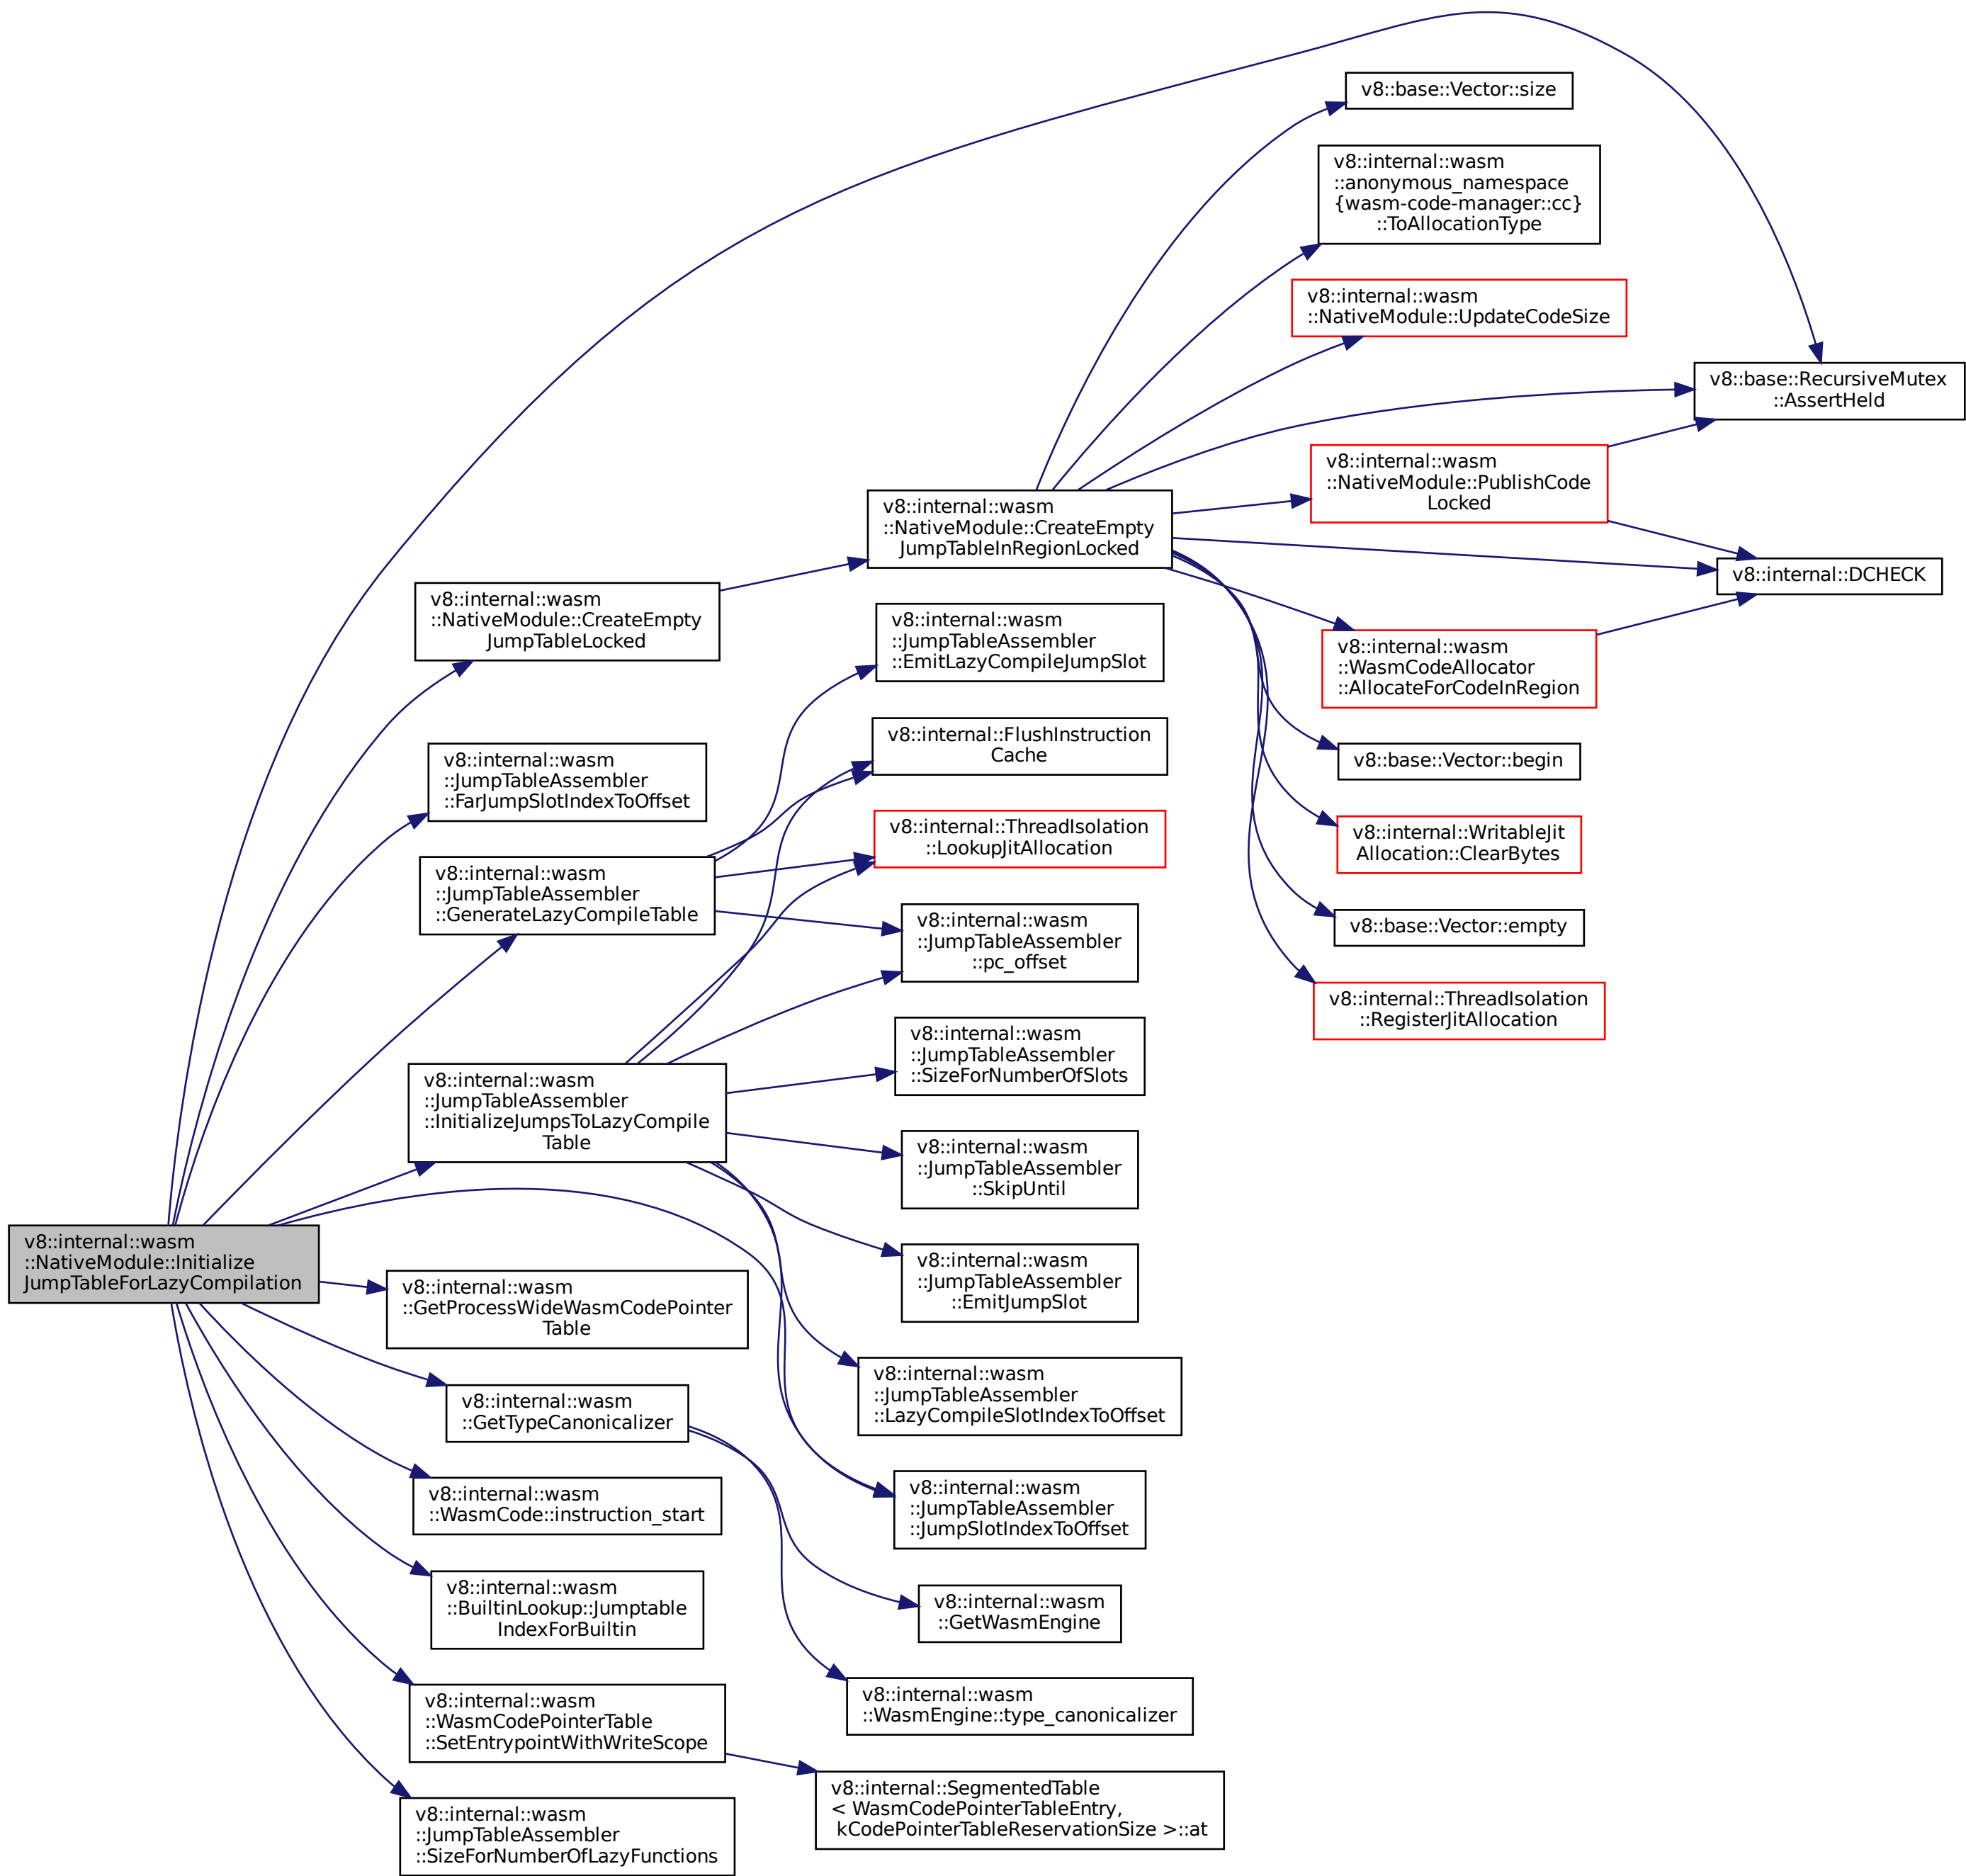 v8::internal::wasm
::NativeModule::Initialize
JumpTableForLazyCompilation
v8::base::RecursiveMutex
::AssertHeld
v8::internal::wasm
::NativeModule::CreateEmpty
JumpTableLocked
v8::internal::wasm
::NativeModule::CreateEmpty
JumpTableInRegionLocked
v8::base::Vector::size
v8::internal::wasm
::anonymous_namespace
{wasm-code-manager::cc}
::ToAllocationType
v8::internal::wasm
::NativeModule::UpdateCodeSize
v8::internal::wasm
::NativeModule::PublishCode
Locked
v8::internal::DCHECK
v8::internal::wasm
::WasmCodeAllocator
::AllocateForCodeInRegion
v8::base::Vector::begin
v8::internal::WritableJit
Allocation::ClearBytes
v8::base::Vector::empty
v8::internal::ThreadIsolation
::RegisterJitAllocation
v8::internal::wasm
::JumpTableAssembler
::FarJumpSlotIndexToOffset
v8::internal::wasm
::JumpTableAssembler
::GenerateLazyCompileTable
v8::internal::wasm
::JumpTableAssembler
::EmitLazyCompileJumpSlot
v8::internal::FlushInstruction
Cache
v8::internal::ThreadIsolation
::LookupJitAllocation
v8::internal::wasm
::JumpTableAssembler
::pc_offset
v8::internal::wasm
::JumpTableAssembler
::InitializeJumpsToLazyCompile
Table
v8::internal::wasm
::JumpTableAssembler
::SizeForNumberOfSlots
v8::internal::wasm
::JumpTableAssembler
::SkipUntil
v8::internal::wasm
::JumpTableAssembler
::EmitJumpSlot
v8::internal::wasm
::JumpTableAssembler
::LazyCompileSlotIndexToOffset
v8::internal::wasm
::JumpTableAssembler
::JumpSlotIndexToOffset
v8::internal::wasm
::GetProcessWideWasmCodePointer
Table
v8::internal::wasm
::GetTypeCanonicalizer
v8::internal::wasm
::GetWasmEngine
v8::internal::wasm
::WasmEngine::type_canonicalizer
v8::internal::wasm
::WasmCode::instruction_start
v8::internal::wasm
::BuiltinLookup::Jumptable
IndexForBuiltin
v8::internal::wasm
::WasmCodePointerTable
::SetEntrypointWithWriteScope
v8::internal::SegmentedTable
< WasmCodePointerTableEntry,
kCodePointerTableReservationSize >::at
v8::internal::wasm
::JumpTableAssembler
::SizeForNumberOfLazyFunctions